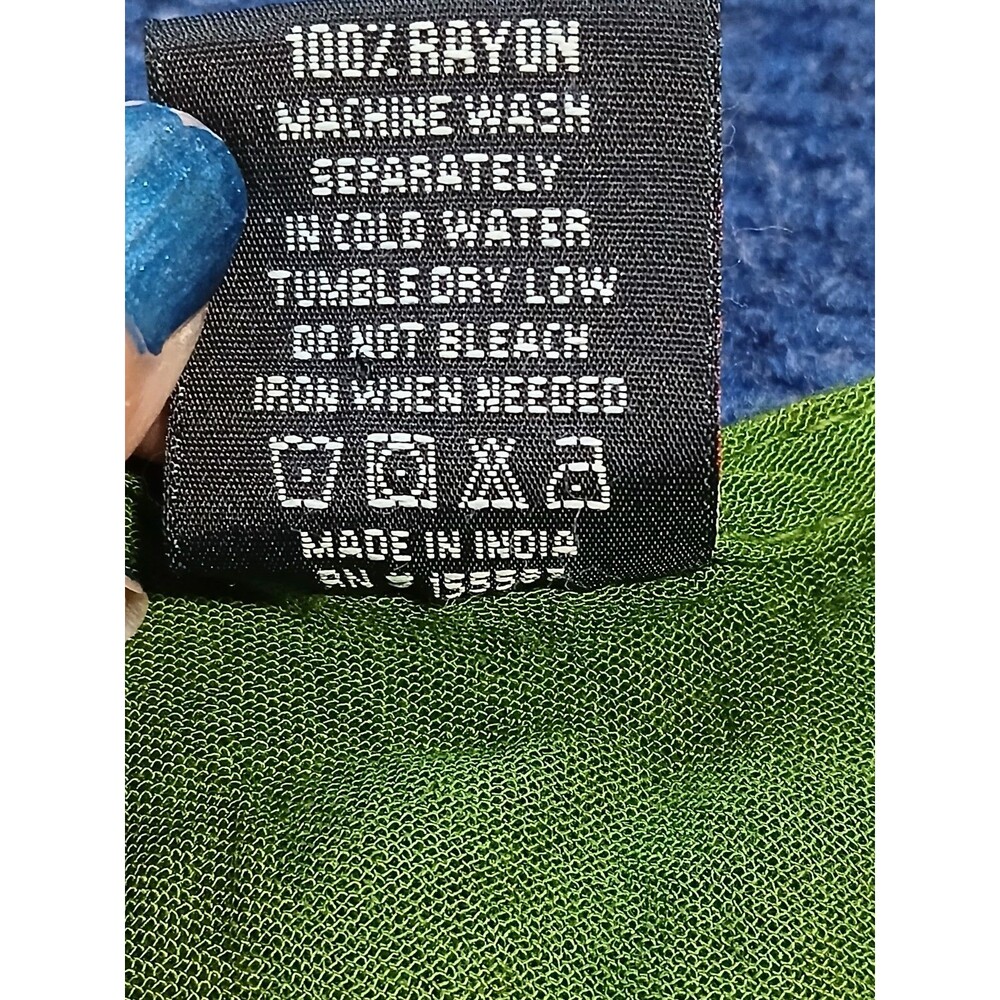 100% RAYON
MACHINE WASH
SEPARATELY
IN COLD WATER
TUMBLE DRY LOW
DO NOT BLEACH
IRON WHEN NEEDED
MADE IN INDIA
RN